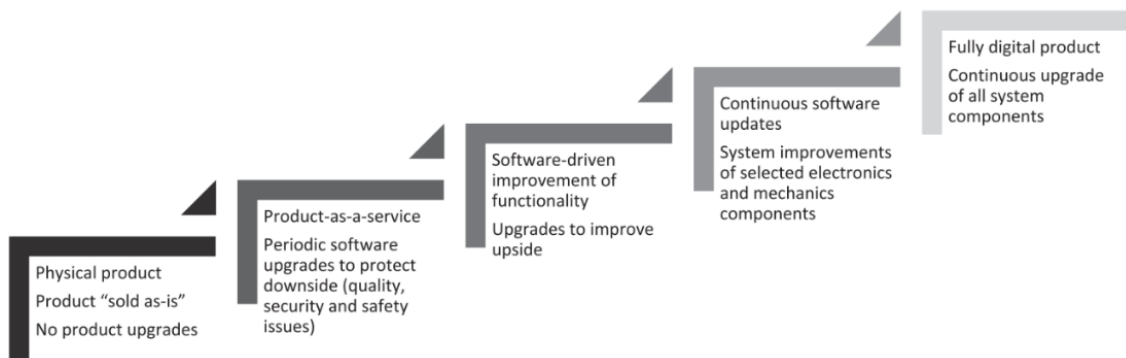 Physical product
Product “sold as-is”
No product upgrades
Product-as-a-service
Periodic software
upgrades to protect
downside (quality,
security and safety
issues)
Software-driven
improvement of
functionality
Upgrades to improve
upside
Continuous software
updates
System improvements
of selected electronics
and mechanics
components
Fully digital product
Continuous upgrade
of all system
components